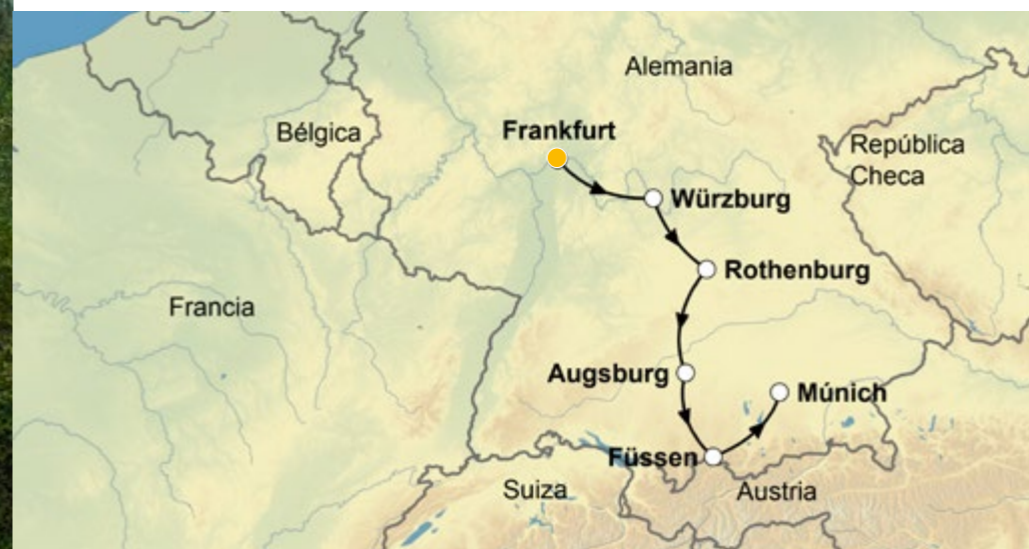 Alemania
Frankfurt
Bélgica
República
Checa
Würzburg
Rothenburg
Francia
Augsburg
Múnich
Füssen
Suiza
Austria